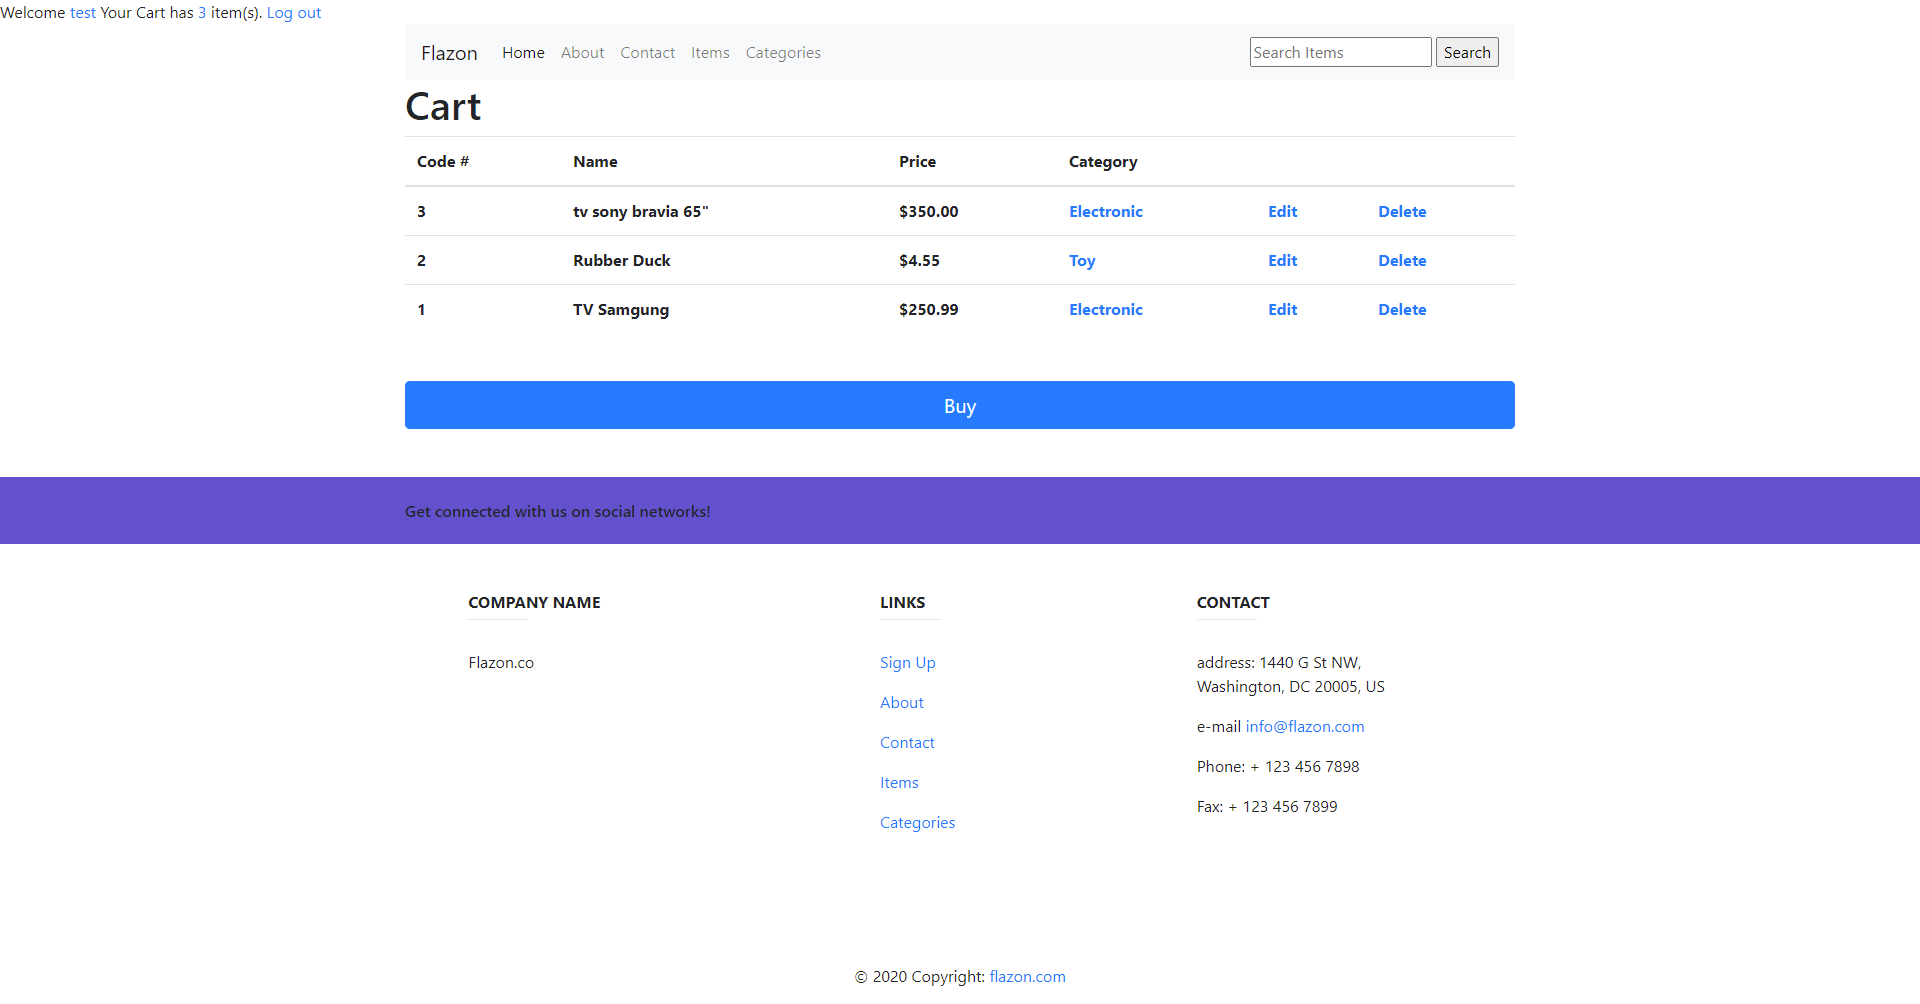 Welcome test Your Cart has 3 item(s). Log out
Flazon Home About Contact Items Categories Search Items Search
Cart
Code # Name Price Category
3 tv sony bravia 65" $350.00 Electronic Edit Delete
2 Rubber Duck $4.55 Toy Edit Delete
1 TV Samgung $250.99 Electronic Edit Delete
Buy
Get connected with us on social networks!
COMPANY NAME
Flazon.co
LINKS
Sign Up
About
Contact
Items
Categories
CONTACT
address: 1440 G St NW,
Washington, DC 20005, US
e-mail info@flazon.com
Phone: + 123 456 7898
Fax: + 123 456 7899
© 2020 Copyright: flazon.com